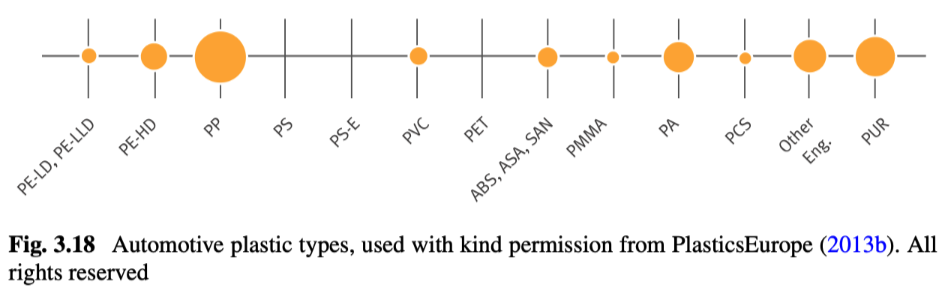 PE-LD, PE-LLD
PE-HD
PP
PS
PS-E
PVC
PET
ABS, ASA, SAN
PMMA
PA
PCS
Other
Eng.
PUR
Fig. 3.18 Automotive plastic types, used with kind permission from PlasticsEurope (2013b). All
rights reserved